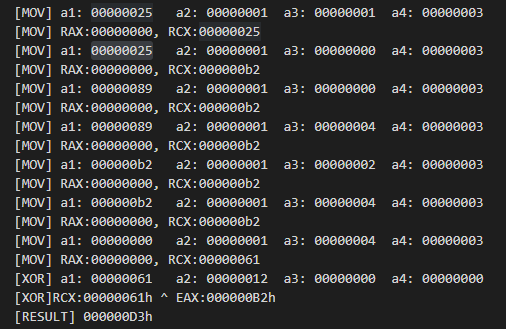 [MOV] a1: 00000025 a2: 00000001 a3: 00000001 a4: 00000003
[MOV] RAX:00000000, RCX:00000025
[MOV] a1: 00000025 a2: 00000001 a3: 00000000 a4: 00000003
[MOV] RAX:00000000, RCX:000000b2
[MOV] a1: 00000089 a2: 00000001 a3: 00000000 a4: 00000003
[MOV] RAX:00000000, RCX:000000b2
[MOV] a1: 00000089 a2: 00000001 a3: 00000004 a4: 00000003
[MOV] RAX:00000000, RCX:000000b2
[MOV] a1: 000000b2 a2: 00000001 a3: 00000002 a4: 00000003
[MOV] RAX:00000000, RCX:000000b2
[MOV] a1: 000000b2 a2: 00000001 a3: 00000004 a4: 00000003
[MOV] RAX:00000000, RCX:000000b2
[MOV] a1: 00000000 a2: 00000001 a3: 00000004 a4: 00000003
[MOV] RAX:00000000, RCX:00000061
[XOR] a1: 00000061 a2: 00000012 a3: 00000000 a4: 00000000
[XOR]RCX:00000061h ^ EAX:000000B2h
[RESULT] 000000D3h